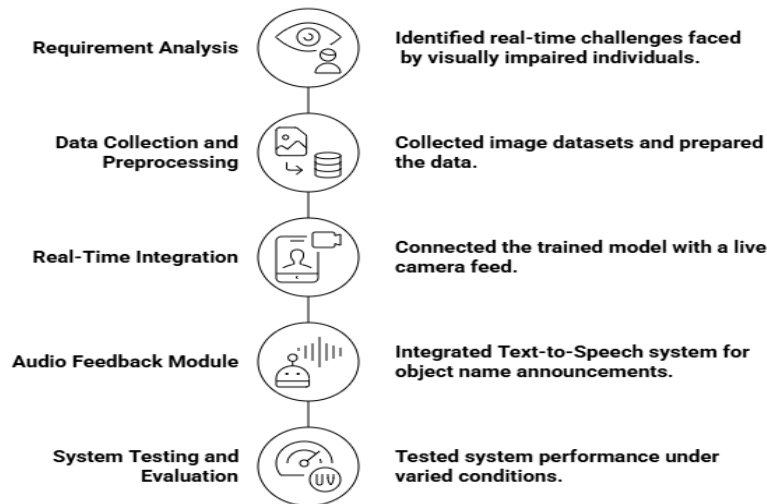 Requirement Analysis
Identified real-time challenges faced
by visually impaired individuals.
Data Collection and
Preprocessing
Collected image datasets and prepared
the data.
Real-Time Integration
Connected the trained model with a live
camera feed.
Audio Feedback Module
Integrated Text-to-Speech system for
object name announcements.
System Testing and
Evaluation
UV
Tested system performance under
varied conditions.